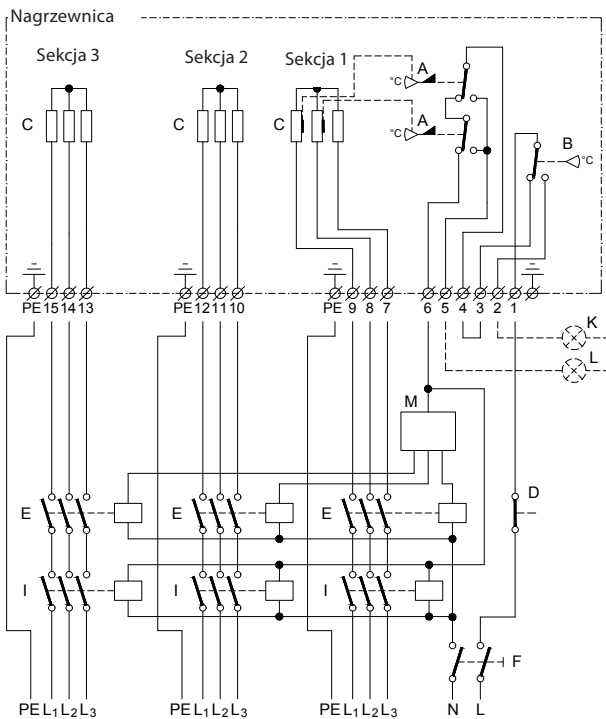 Nagrzewnica
Sekcja 3 Sekcja 2 Sekcja 1
A
°C
C C C
A
°C
B
°C
PE 15 14 13 PE 12 11 10 PE 9 8 7 6 5 4 3 2 1
K
L
M
D
E E E
I I I
F
PE L1 L2 L3 PE L1 L2 L3 PE L1 L2 L3 N L